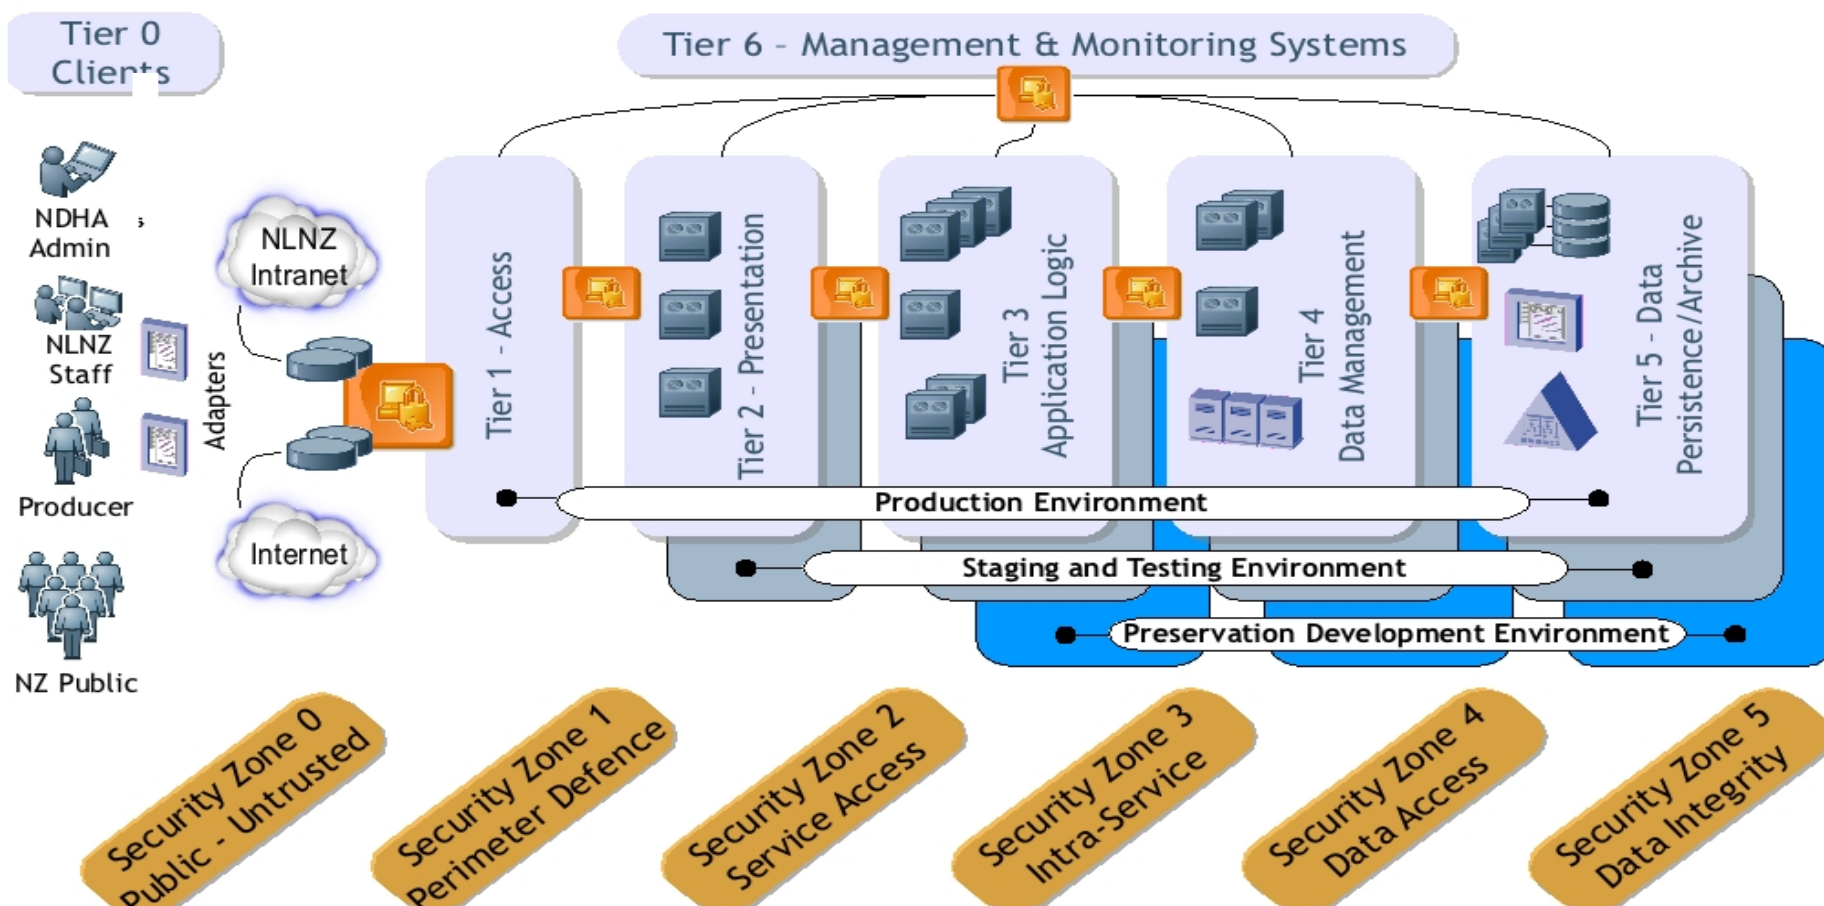 Tier 0
Clients
Tier 6 - Management & Monitoring Systems
NDHA
Admin
s
NLNZ
Staff
Producer
NZ Public
Adapters
NLNZ
Intranet
Internet
Tier 1 - Access
Tier 2 - Presentation
Tier 3
Application Logic
Tier 4
Data Management
Tier 5 - Data
Persistence/Archive
Production Environment
Staging and Testing Environment
Preservation Development Environment
Security Zone 0
Public - Untrusted
Security Zone 1
Perimeter Defence
Security Zone 2
Service Access
Security Zone 3
Intra-Service
Security Zone 4
Data Access
Security Zone 5
Data Integrity